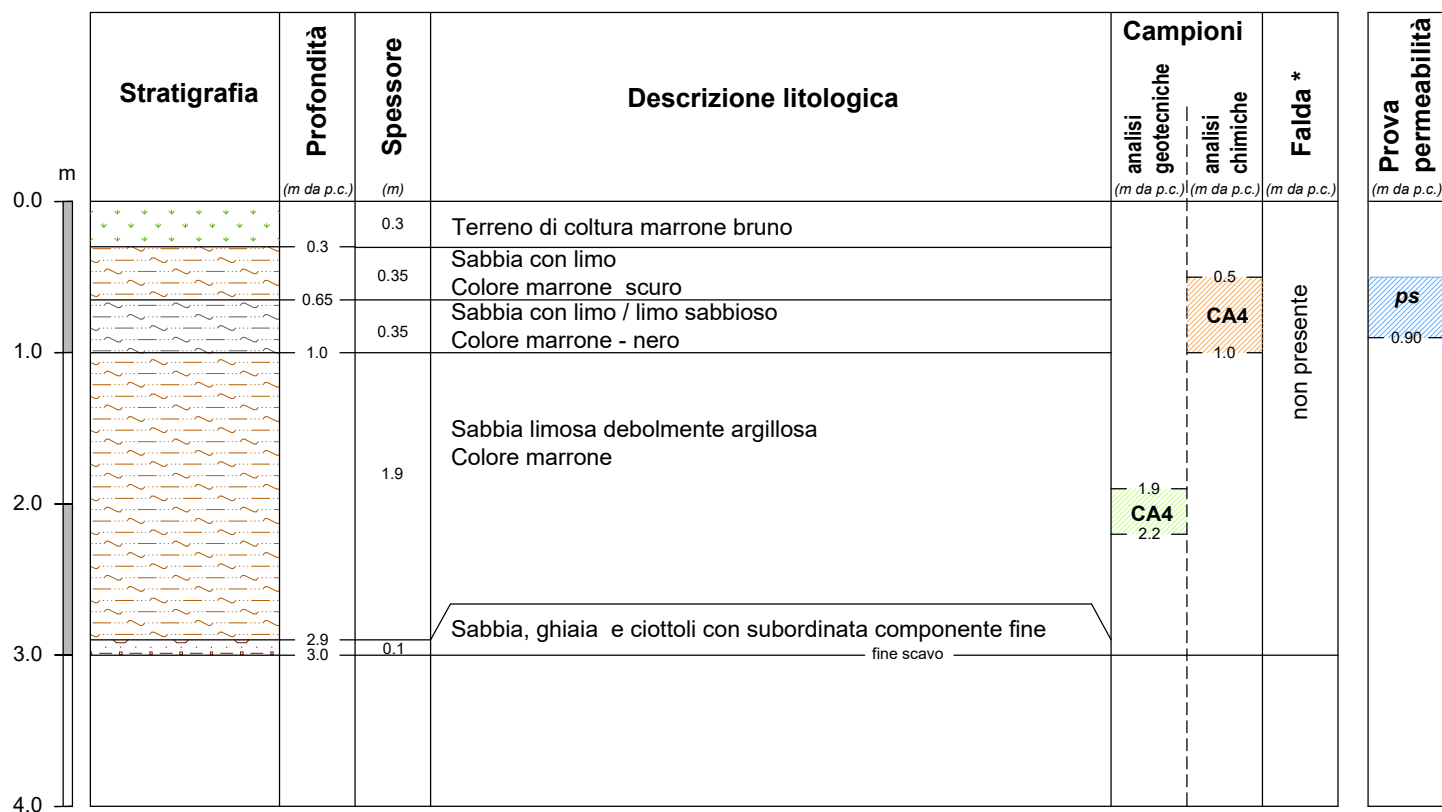 Stratigrafia
Profondità
(m da p.c.)
Spessore
(m)
Descrizione litologica
Campioni
analisi
geotecniche
(m da p.c.)
analisi
chimiche
(m da p.c.)
Falda *
(m da p.c.)
Prova
permeabilità
(m da p.c.)
m
0.0
0.3
Terreno di coltura marrone bruno
0.3
0.35
Sabbia con limo
Colore marrone scuro
0.65
0.35
Sabbia con limo / limo sabbioso
Colore marrone - nero
1.0
1.0
0.5
CA4
1.0
non presente
ps
0.90
1.9
Sabbia limosa debolmente argillosa
Colore marrone
1.9
CA4
2.2
2.0
2.9
0.1
Sabbia, ghiaia e ciottoli con subordinata componente fine
3.0
3.0
fine scavo
4.0